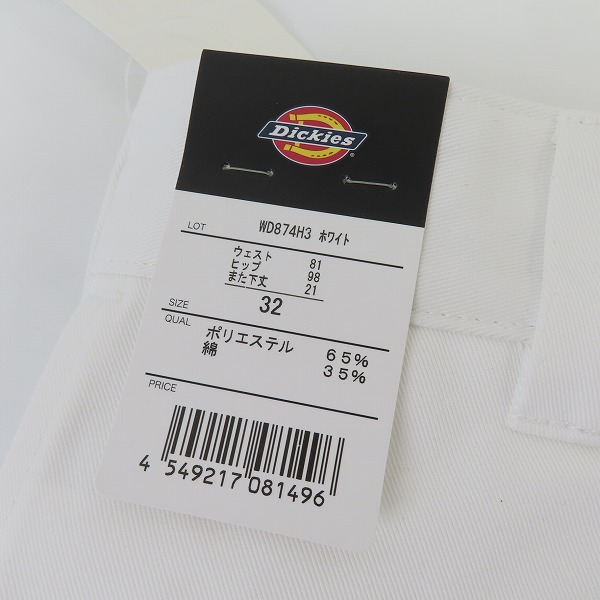 Dickies
LOT WD874H3 ホワイト
ウェスト 81
ヒップ 98
また下丈 21
SIZE 32
QUAL ポリエステル 65%
綿 35%
PRICE
4 549217 081496